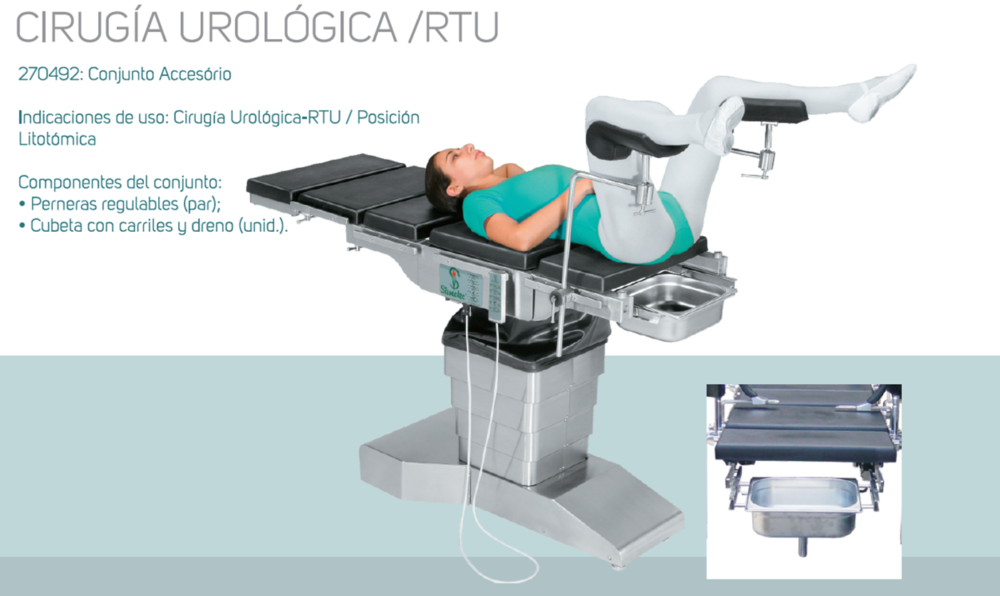 CIRUGÍA UROLÓGICA /RTU
270492: Conjunto Accesório
Indicaciones de uso: Cirugía Urológica-RTU / Posición
Litotómica
Componentes del conjunto:
• Perneras regulables (par);
• Cubeta con carriles y dreno (unid.).